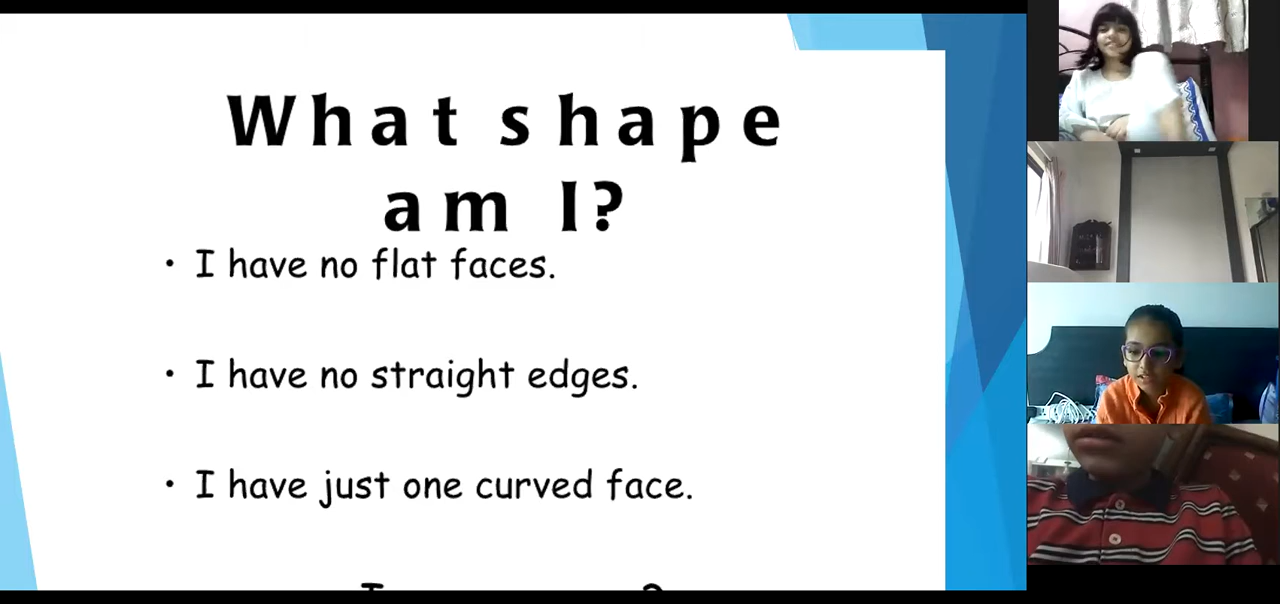 What shape
am I?
• I have no flat faces.
• I have no straight edges.
• I have just one curved face.